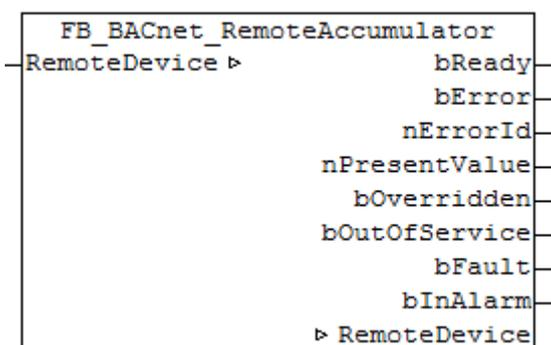 FB_BACnet_RemoteAccumulator
RemoteDevice ▷ bReady
bError
nErrorId
nPresentValue
bOverridden
bOutOfService
bFault
bInAlarm
▷ RemoteDevice